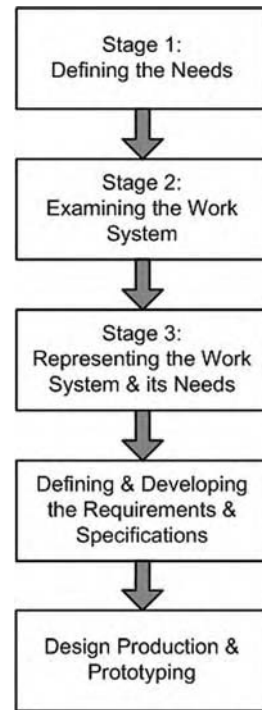 Stage 1:
Defining the Needs
Stage 2:
Examining the Work
System
Stage 3:
Representing the Work
System & its Needs
Defining & Developing
the Requirements &
Specifications
Design Production &
Prototyping